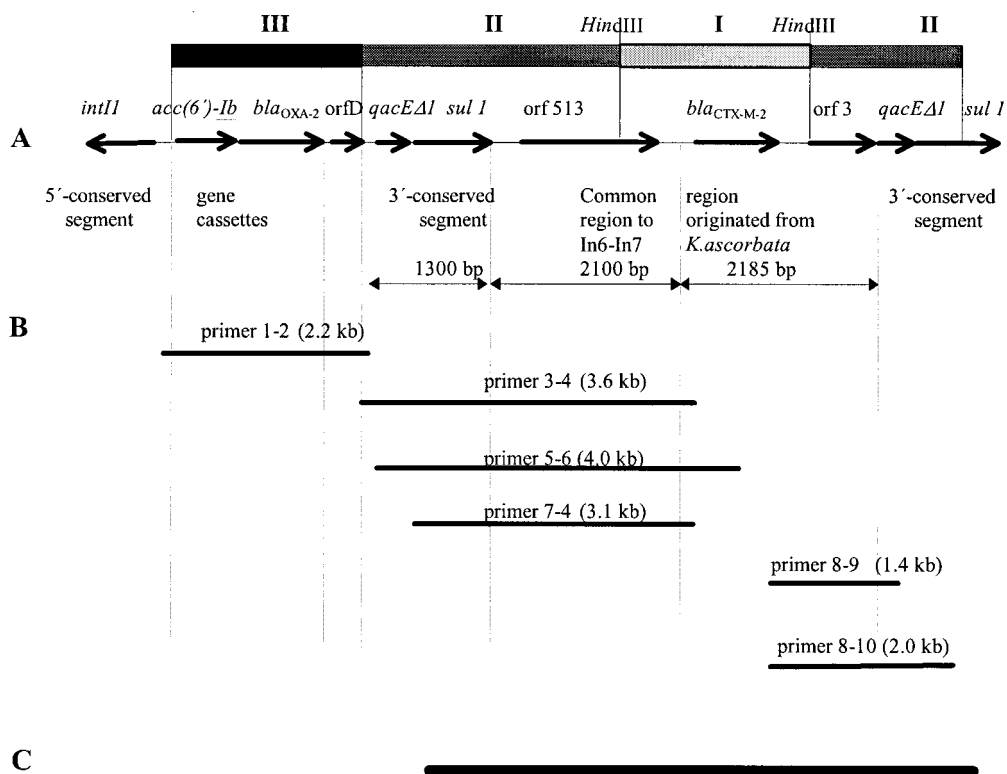 III II HindIII I HindIII II
intI1 acc(6´)-Ib blaOXA-2 orfD qacEΔ1 sul 1 orf 513 blaCTX-M-2 orf 3 qacEΔ1 sul 1
A
5´-conserved segment
gene cassettes
3´-conserved segment
Common region to In6-In7
region originated from K.ascorbata
3´-conserved segment
1300 bp 2100 bp 2185 bp
B
primer 1-2 (2.2 kb)
primer 3-4 (3.6 kb)
primer 5-6 (4.0 kb)
primer 7-4 (3.1 kb)
primer 8-9 (1.4 kb)
primer 8-10 (2.0 kb)
C